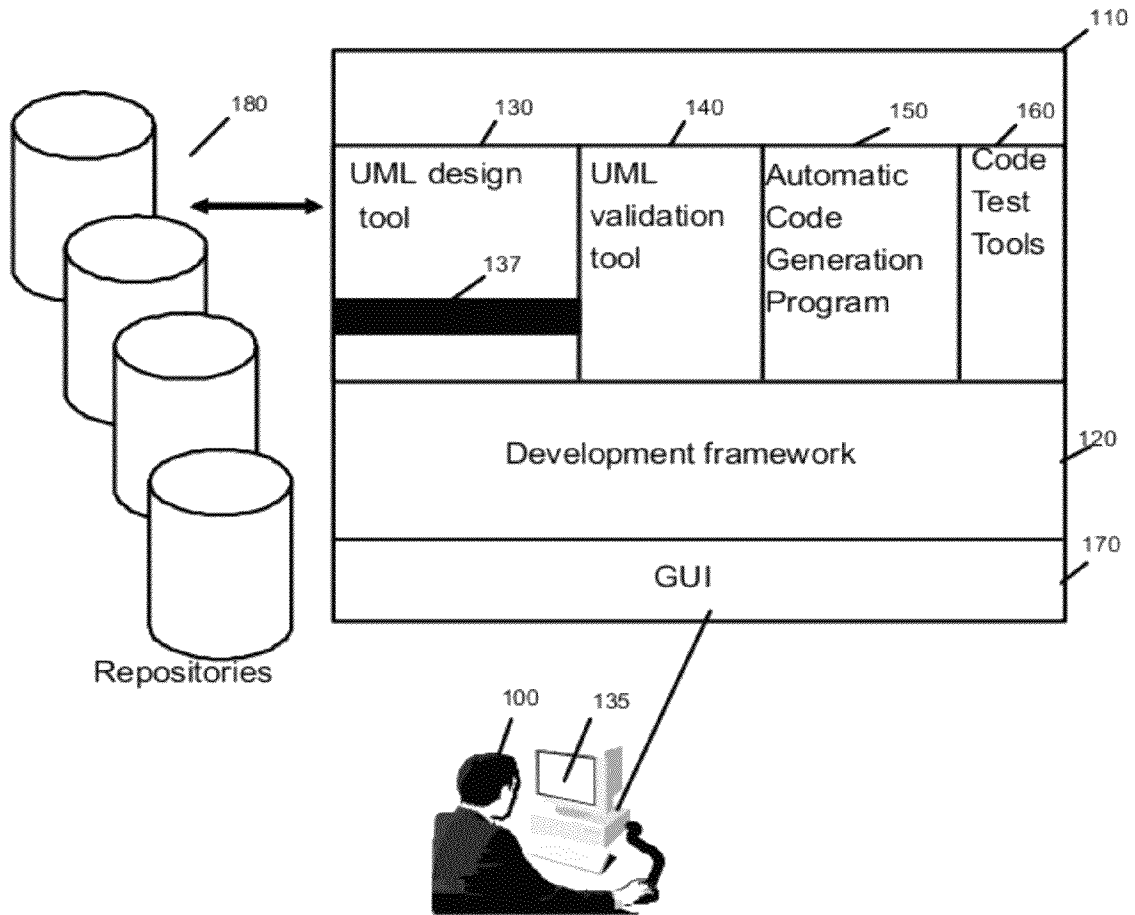 110
180
130
140
150
160
UML design
tool
UML
validation
tool
Automatic
Code
Generation
Program
Code
Test
Tools
137
Development framework
120
170
GUI
Repositories
100
135